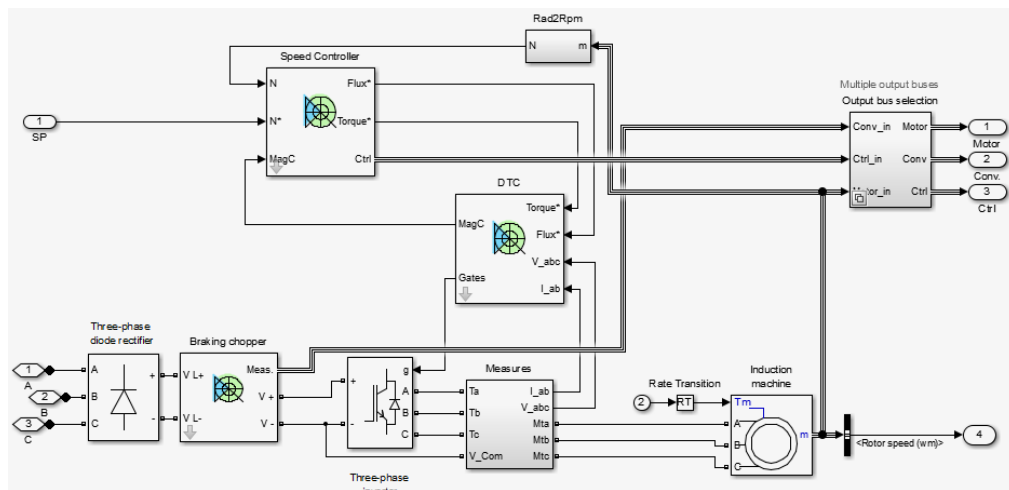 Rad2Rpm
N
m
Speed Controller
N
Flux*
N*
Torque*
MagC
Ctrl
1
SP
Multiple output buses
Output bus selection
Conv_in
Motor
Ctrl_in
Conv
Ctrl
1
Motor
2
Conv.
3
Ctrl
DTC
Torque*
MagC
Flux*
V_abc
Gates
I_ab
Three-phase
diode rectifier
A
+
B
C
-
1
A
2
B
3
C
Braking chopper
V L+
Meas.
V +
V L-
V -
+
g
A
B
-
C
Three-phase
Measures
Ta
I_ab
V_abc
Tb
Mta
Tc
Mtb
V_Com
Mtc
2
Rate Transition
RT
Induction
machine
Tm
A
B
m
C
<Rotor speed (wm)>
4